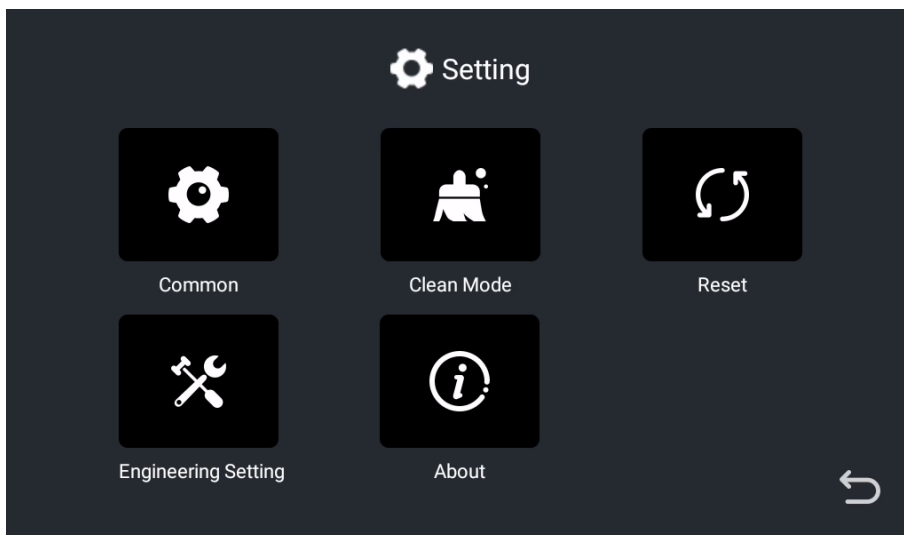 Setting
Common
Clean Mode
Reset
Engineering Setting
About